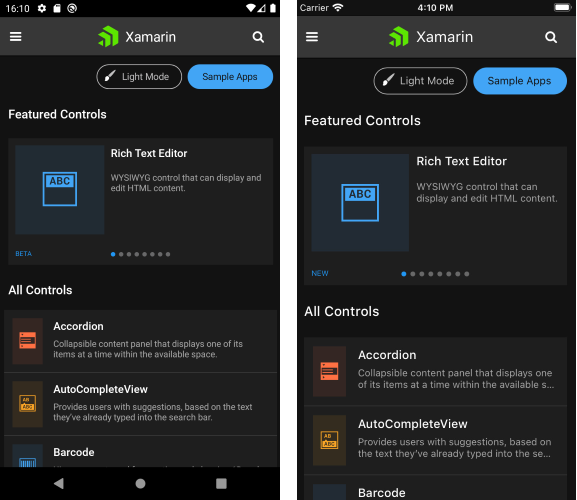 16:10
Xamarin
Light Mode
Sample Apps
Featured Controls
ABC
Rich Text Editor
WYSIWYG control that can display and
edit HTML content.
BETA
All Controls
Accordion
Collapsible content panel that displays one of its
items at a time within the available space.
AB
ABC
AutoCompleteView
Provides users with suggestions, based on the text
they've already typed into the search bar.
Barcode
Carrier
4:10 PM
Xamarin
Light Mode
Sample Apps
Featured Controls
ABC
Rich Text Editor
WYSIWYG control that can display
and edit HTML content.
NEW
All Controls
Accordion
Collapsible content panel that displays one
of its items at a time within the available s...
AB
ABC
AutoCompleteView
Provides users with suggestions, based on
the text they've already typed into the se...
Barcode